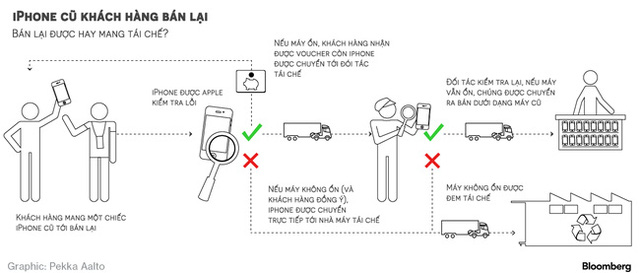 iPHONE CŨ KHÁCH HÀNG BÁN LẠI
BÁN LẠI ĐƯỢC HAY MANG TÁI CHẾ?
NẾU MÁY ỔN, KHÁCH HÀNG NHẬN
ĐƯỢC VOUCHER CÒN IPHONE
ĐƯỢC CHUYỂN TỚI ĐỐI TÁC
TÁI CHẾ
IPHONE ĐƯỢC APPLE
KIỂM TRA LỖI
ĐỐI TÁC KIỂM TRA LẠI, NẾU MÁY
VẪN ỔN, CHÚNG ĐƯỢC CHUYỂN
RA BÁN DƯỚI DẠNG MÁY CŨ
KHÁCH HÀNG MANG MỘT CHIẾC
IPHONE CŨ TỚI BÁN LẠI
NẾU MÁY KHÔNG ỔN (VÀ
KHÁCH HÀNG ĐỒNG Ý),
IPHONE ĐƯỢC CHUYỂN
TRỰC TIẾP TỚI NHÀ MÁY TÁI CHẾ
MÁY KHÔNG ỔN ĐƯỢC
ĐEM TÁI CHẾ
Graphic: Pekka Aalto
Bloomberg